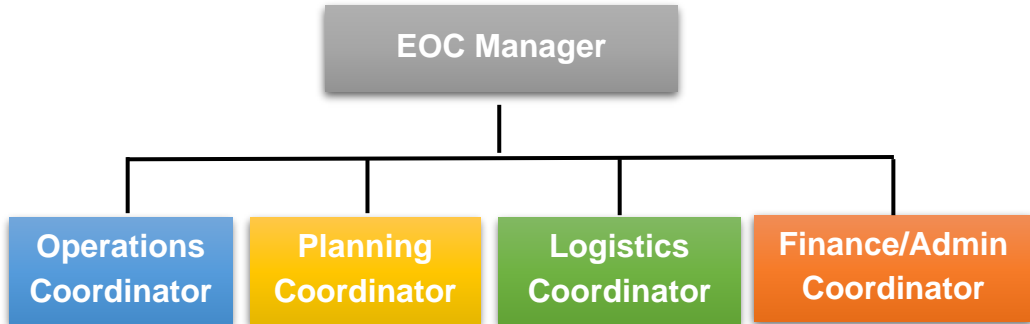 EOC Manager
Operations
Coordinator
Planning
Coordinator
Logistics
Coordinator
Finance/Admin
Coordinator